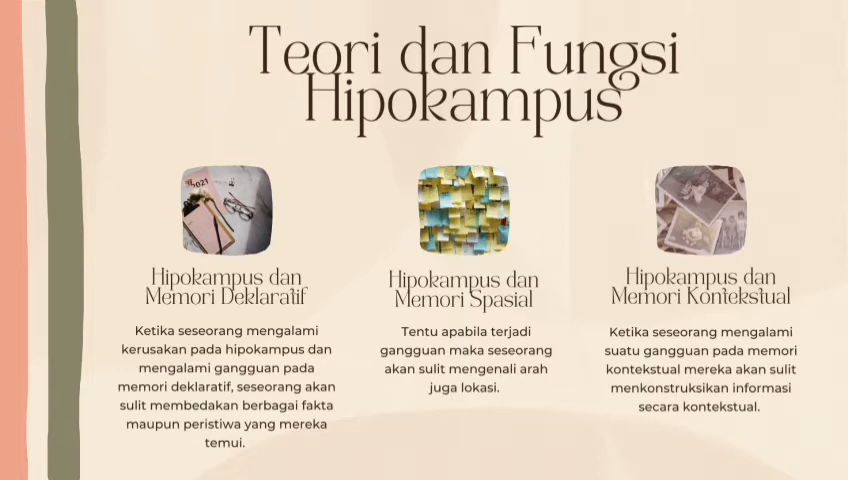 Teori dan Fungsi
Hipokampus
2021
Hipokampus dan
Memori Deklaratif
Ketika seseorang mengalami
kerusakan pada hipokampus dan
mengalami gangguan pada
memori deklaratif, seseorang akan
sulit membedakan berbagai fakta
maupun peristiwa yang mereka
temui.
Hipokampus dan
Memori Spasial
Tentu apabila terjadi
gangguan maka seseorang
akan sulit mengenali arah
juga lokasi.
Hipokampus dan
Memori Kontekstual
Ketika seseorang mengalami
suatu gangguan pada memori
kontekstual mereka akan sulit
menkonstruksikan informasi
secara kontekstual.